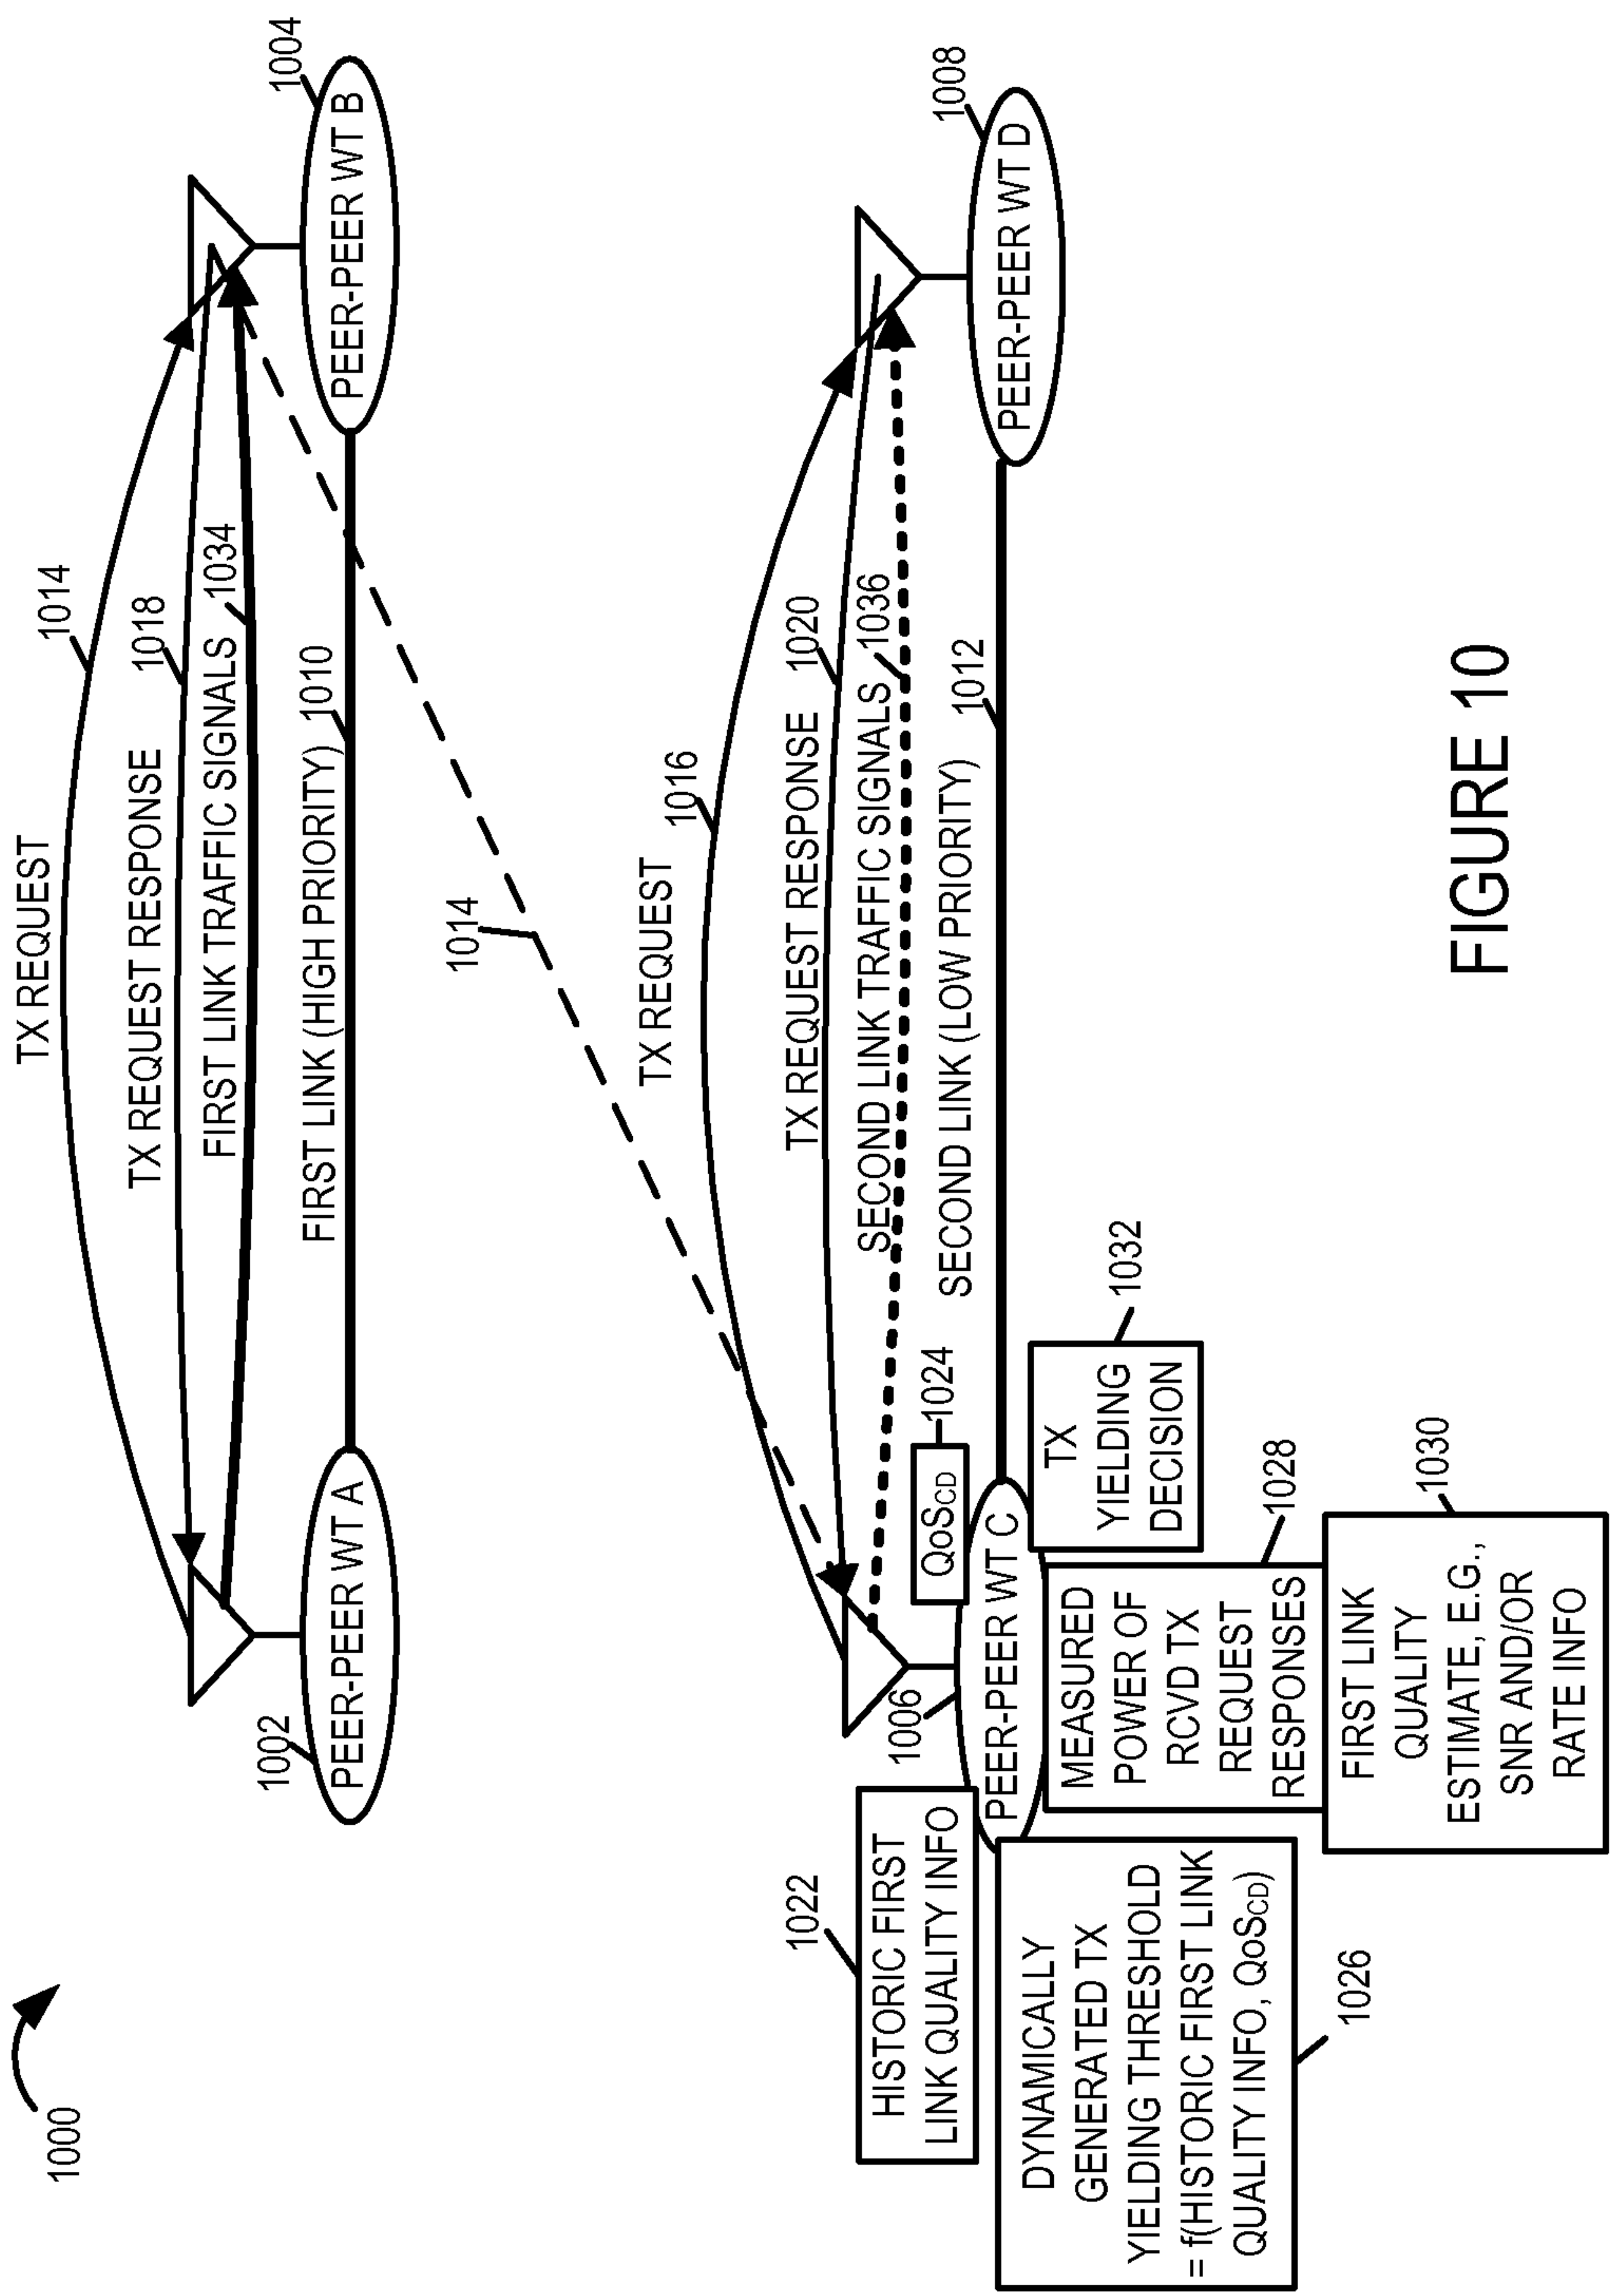 1000
TX REQUEST
1014
TX REQUEST RESPONSE
1018
FIRST LINK TRAFFIC SIGNALS
1034
FIRST LINK (HIGH PRIORITY)
1010
1002
PEER-PEER WT A
1004
PEER-PEER WT B
1014
TX REQUEST
1016
TX REQUEST RESPONSE
1020
SECOND LINK TRAFFIC SIGNALS
1036
SECOND LINK (LOW PRIORITY)
1012
1006
PEER-PEER WT C
1008
PEER-PEER WT D
1022
HISTORIC FIRST
LINK QUALITY INFO
QoSCD
1024
DYNAMICALLY
GENERATED TX
YIELDING THRESHOLD
= f(HISTORIC FIRST LINK
QUALITY INFO, QoSCD)
1026
MEASURED
POWER OF
RCVD TX
REQUEST
RESPONSES
1028
TX
YIELDING
DECISION
1032
FIRST LINK
QUALITY
ESTIMATE, E.G.,
SNR AND/OR
RATE INFO
1030
FIGURE 10